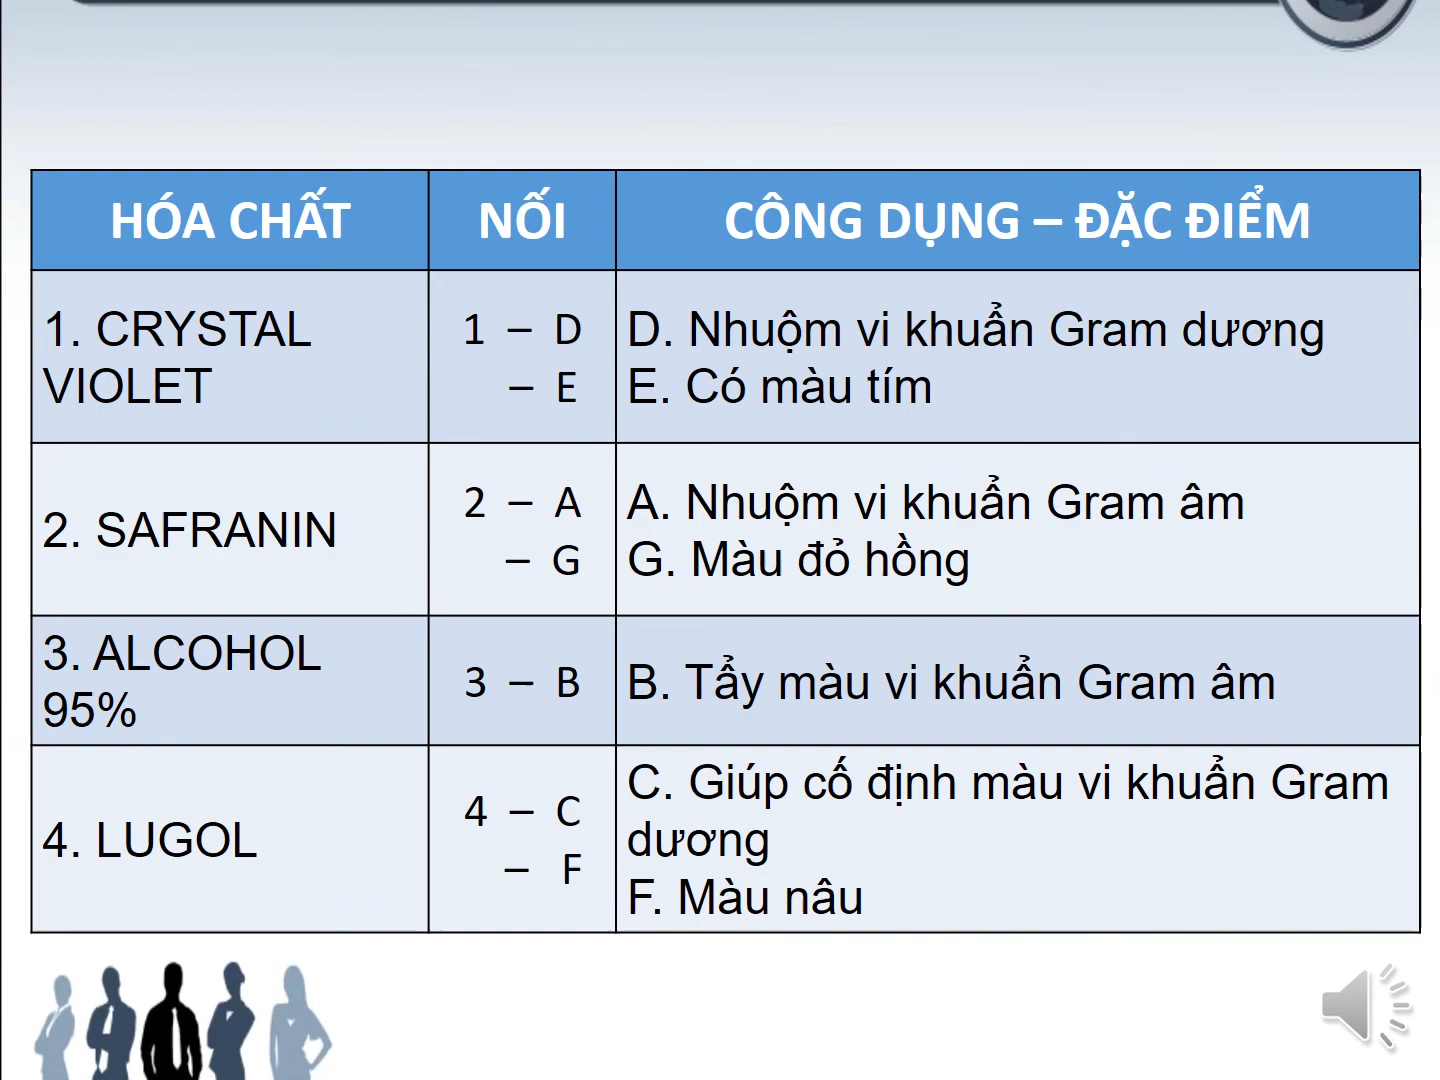 HÓA CHẤT
NỐI
CÔNG DỤNG – ĐẶC ĐIỂM
1. CRYSTAL
VIOLET
1 – D
– E
D. Nhuộm vi khuẩn Gram dương
E. Có màu tím
2. SAFRANIN
2 – A
– G
A. Nhuộm vi khuẩn Gram âm
G. Màu đỏ hồng
3. ALCOHOL
95%
3 – B
B. Tẩy màu vi khuẩn Gram âm
4. LUGOL
4 – C
– F
C. Giúp cố định màu vi khuẩn Gram
dương
F. Màu nâu